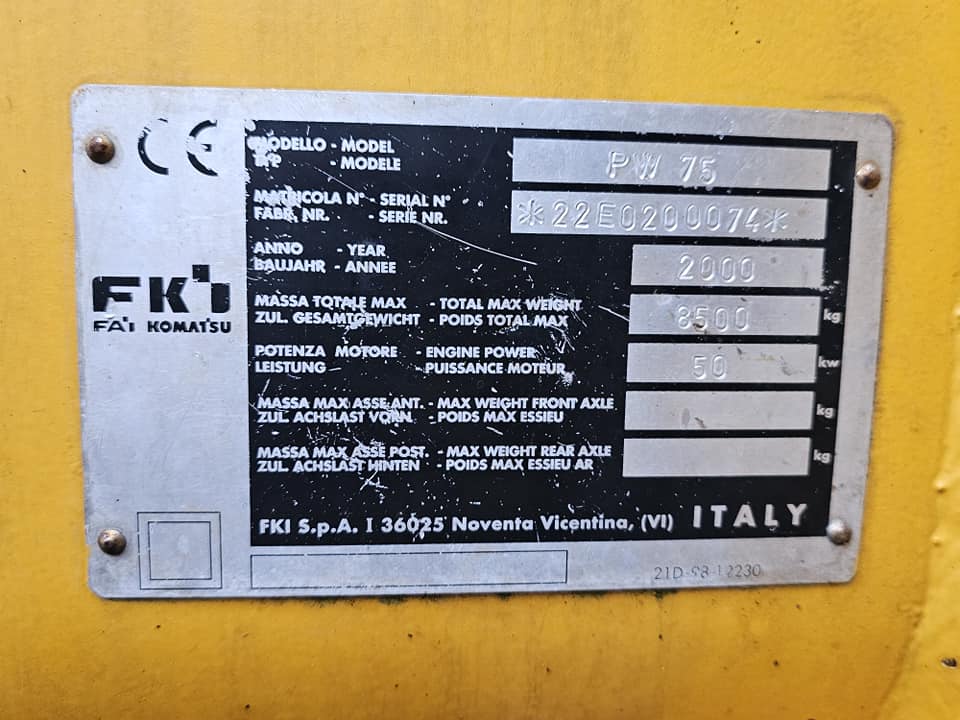 CE
MODELLO - MODEL
TYP - MODELE
PW 75
MATRICOLA N° - SERIAL N°
FABR. NR. - SERIE NR.
*22E0200074*
ANNO - YEAR
BAUJAHR - ANNEE
2000
FKI
FAI KOMATSU
MASSA TOTALE MAX - TOTAL MAX WEIGHT
ZUL. GESAMTGEWICHT - POIDS TOTAL MAX
8500 kg
POTENZA MOTORE - ENGINE POWER
LEISTUNG - PUISSANCE MOTEUR
50 kw
MASSA MAX ASSE ANT. - MAX WEIGHT FRONT AXLE
ZUL. ACHSLAST VORN. - POIDS MAX ESSIEU
kg
MASSA MAX ASSE POST. - MAX WEIGHT REAR AXLE
ZUL. ACHSLAST HINTEN - POIDS MAX ESSIEU AR
kg
FKI S.p.A. I 36025 Noventa Vicentina, (VI) ITALY
21D-98-12230